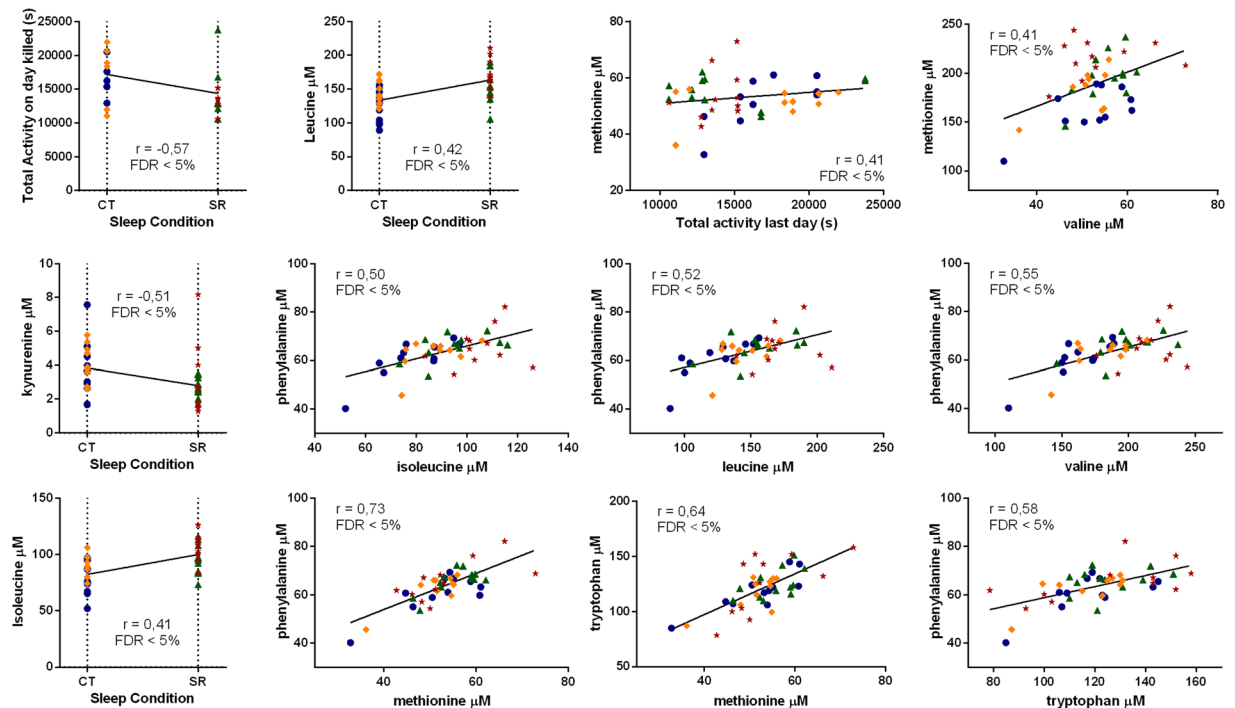 Total Activity on day killed (s)
25000
20000
15000
10000
5000
0
r = -0,57
FDR < 5%
CT
SR
Sleep Condition
Leucine μM
250
200
150
100
50
0
r = 0,42
FDR < 5%
CT
SR
Sleep Condition
methionine μM
80
60
40
20
r = 0,41
FDR < 5%
10000
15000
20000
25000
Total activity last day (s)
methionine μM
250
200
150
100
r = 0,41
FDR < 5%
40
60
80
valine μM
kynurenine μM
10
8
6
4
2
0
r = -0,51
FDR < 5%
CT
SR
Sleep Condition
phenylalanine μM
100
80
60
40
r = 0,50
FDR < 5%
40
60
80
100
120
140
isoleucine μM
phenylalanine μM
100
80
60
40
r = 0,52
FDR < 5%
100
150
200
250
leucine μM
phenylalanine μM
100
80
60
40
r = 0,55
FDR < 5%
100
150
200
250
valine μM
Isoleucine μM
150
100
50
0
r = 0,41
FDR < 5%
CT
SR
Sleep Condition
phenylalanine μM
100
80
60
40
20
r = 0,73
FDR < 5%
40
60
80
methionine μM
tryptophan μM
200
150
100
50
r = 0,64
FDR < 5%
40
60
80
methionine μM
phenylalanine μM
100
80
60
40
r = 0,58
FDR < 5%
80
100
120
140
160
tryptophan μM